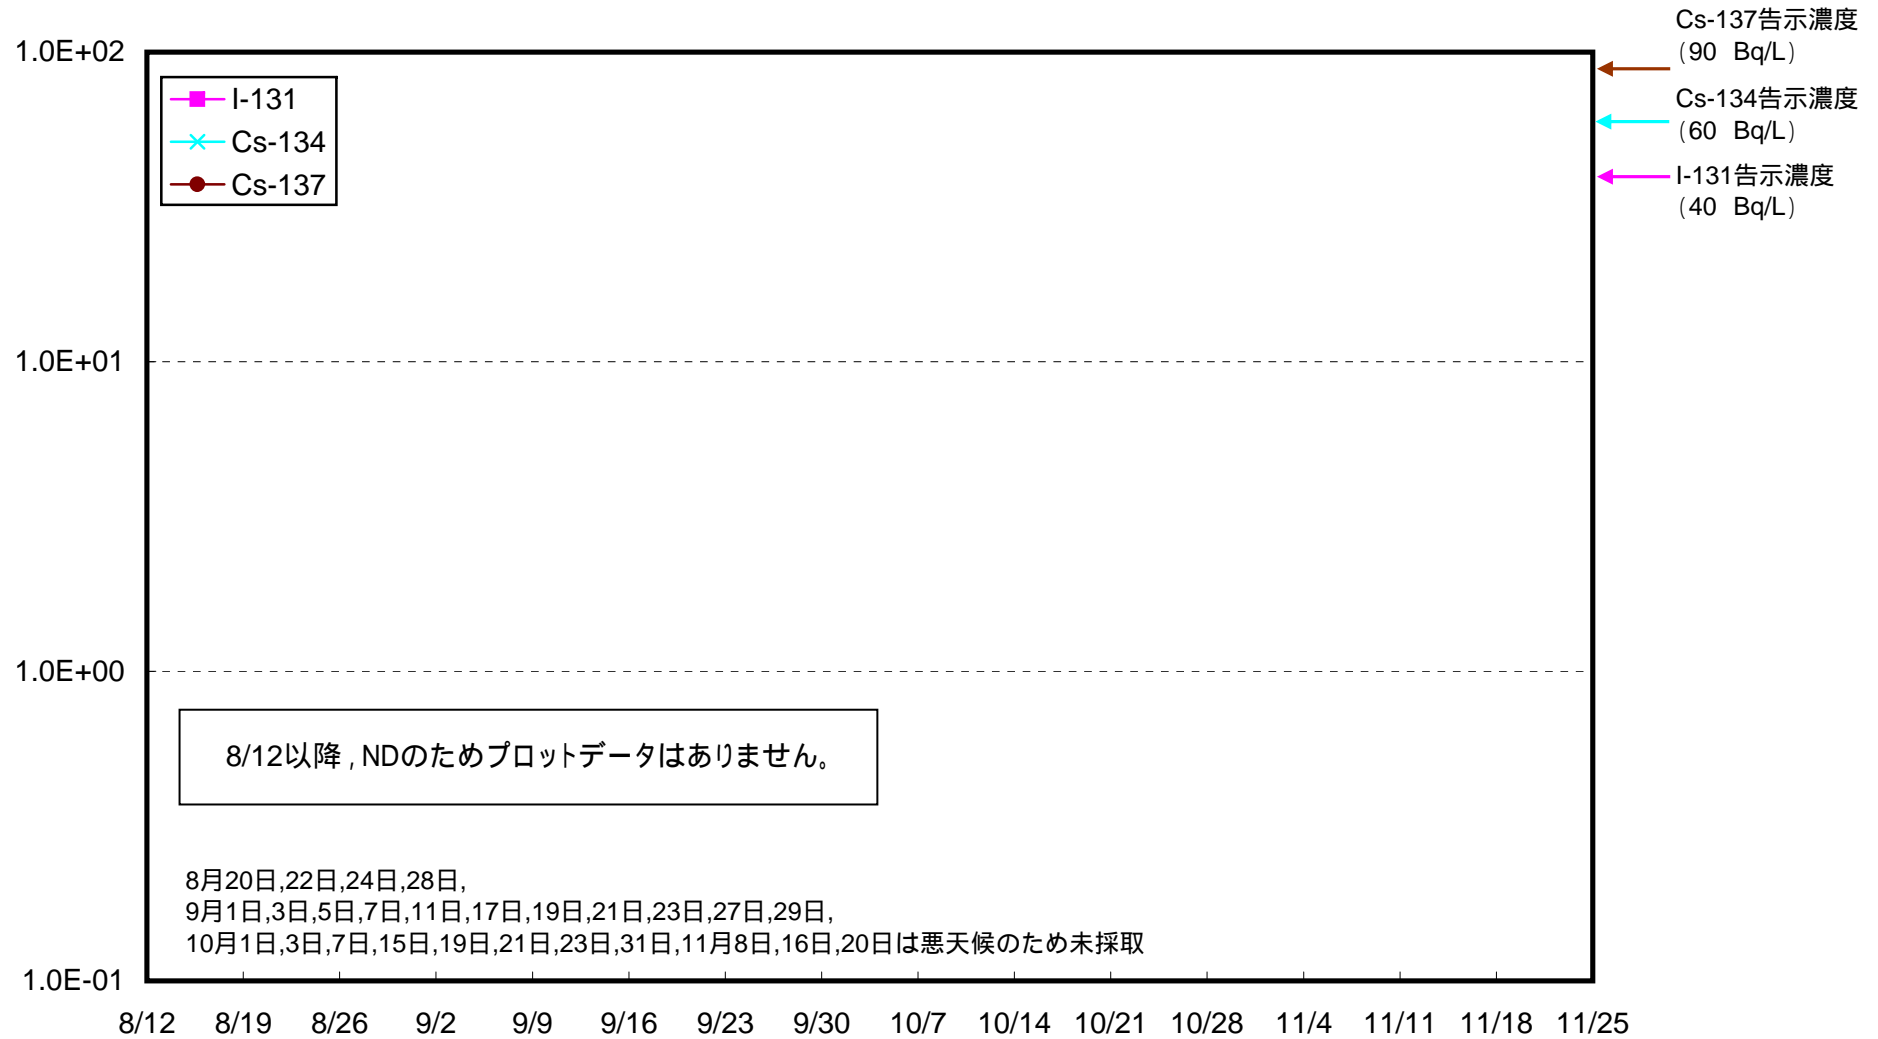 Cs-137告示濃度
(90 Bq/L)
Cs-134告示濃度
(60 Bq/L)
I-131告示濃度
(40 Bq/L)
1.0E+02
1.0E+01
1.0E+00
1.0E-01
I-131
Cs-134
Cs-137
8/12以降,NDのためプロットデータはありません。
8月20日,22日,24日,28日,
9月1日,3日,5日,7日,11日,17日,19日,21日,23日,27日,29日,
10月1日,3日,7日,15日,19日,21日,23日,31日,11月8日,16日,20日は悪天候のため未採取
8/12 8/19 8/26 9/2 9/9 9/16 9/23 9/30 10/7 10/14 10/21 10/28 11/4 11/11 11/18 11/25